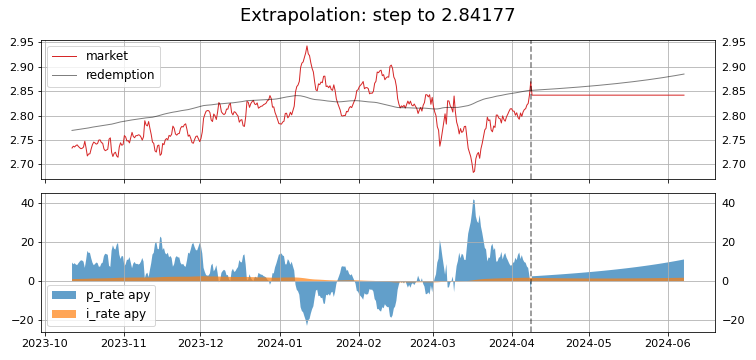 Extrapolation: step to 2.84177
2.95 2.95
market
redemption
2.90 2.90
2.85 2.85
2.80 2.80
2.75 2.75
2.70 2.70
40 40
20 20
0 0
p_rate apy
i_rate apy
−20 −20
2023-10 2023-11 2023-12 2024-01 2024-02 2024-03 2024-04 2024-05 2024-06